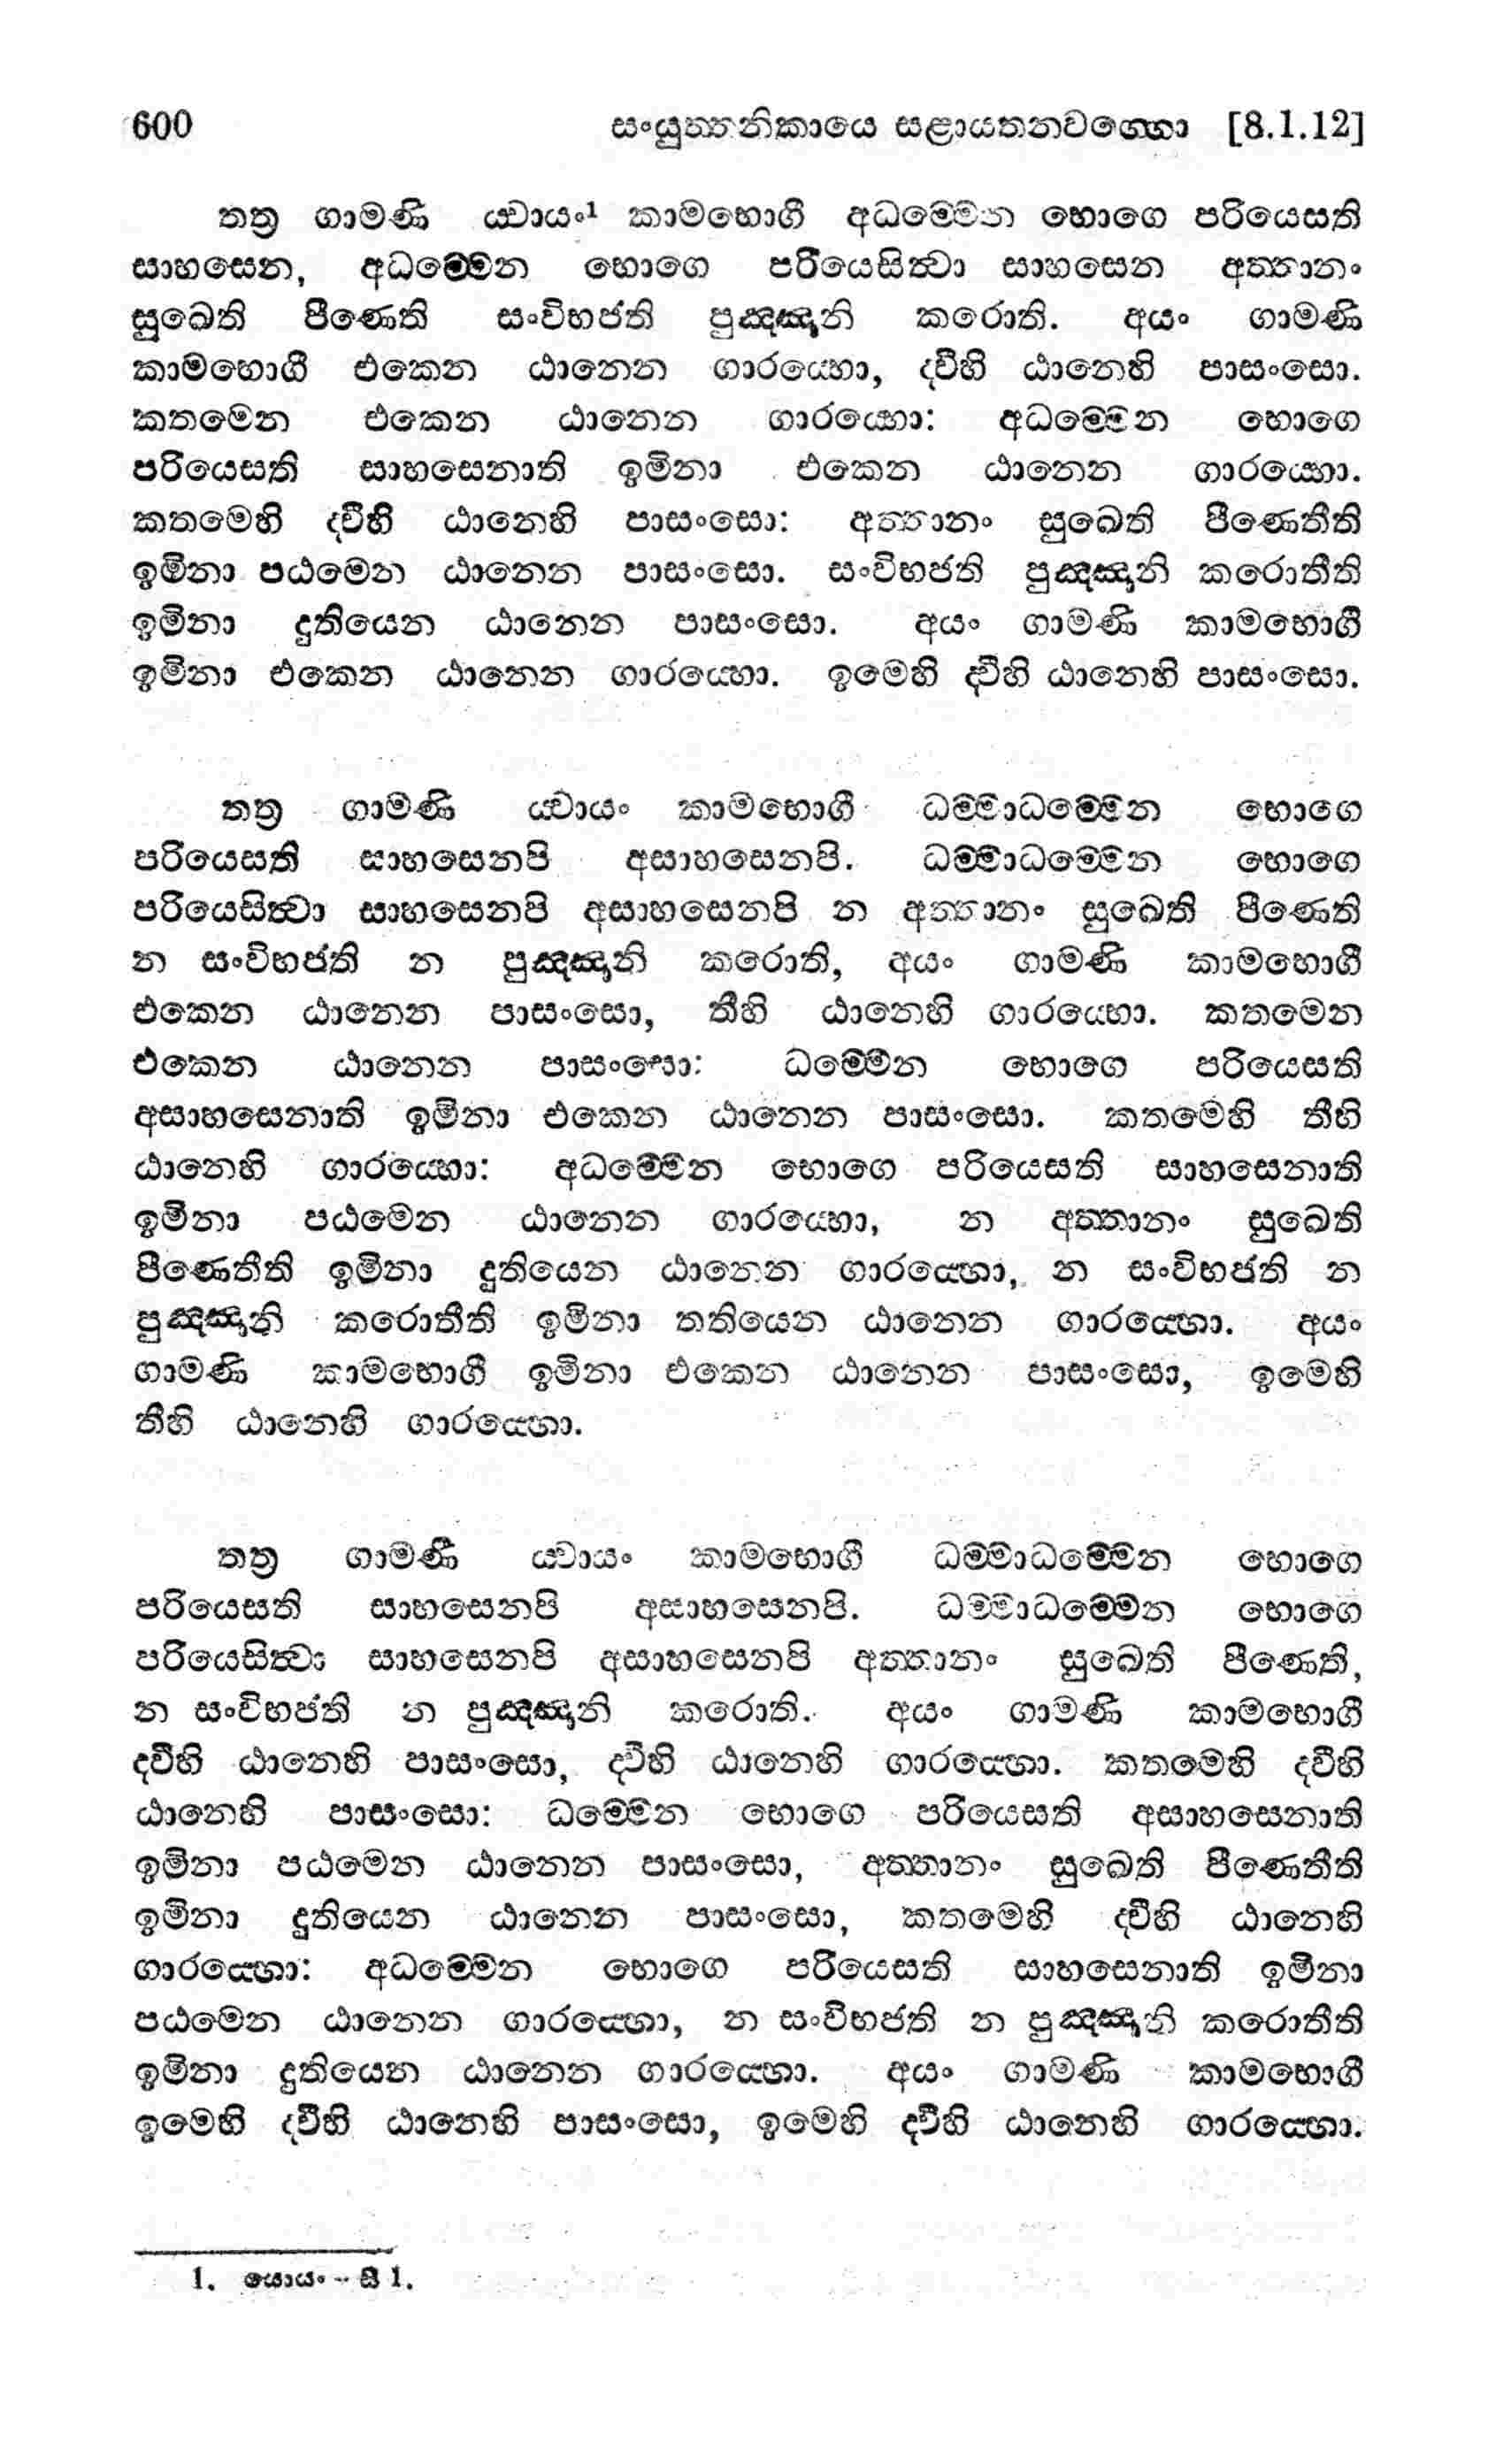 600 සංයුත්තනිකායෙ සළායතනවග්ගො [8.1.12]
තත්‍ර ගාමණි ය්වායං¹ කාමභොගී අධම්මෙන භොගෙ පරියෙසති
සාහසෙන, අධම්මෙන භොගෙ පරියෙසිත්වා සාහසෙන අත්තානං
සුඛෙති පීණෙති සංවිභජති පුඤ්ඤානි කරොති. අයං ගාමණි
කාමභොගී එකෙන ඨානෙන ගාරය්හො, ද්වීහි ඨානෙහි පාසංසො.
කතමෙන එකෙන ඨානෙන ගාරය්හො: අධම්මෙන භොගෙ
පරියෙසති සාහසෙනාති ඉමිනා එකෙන ඨානෙන ගාරය්හො.
කතමෙහි ද්වීහි ඨානෙහි පාසංසො: අත්තානං සුඛෙති පීණෙතීති
ඉමිනා පඨමෙන ඨානෙන පාසංසො. සංවිභජති පුඤ්ඤානි කරොතීති
ඉමිනා දුතියෙන ඨානෙන පාසංසො. අයං ගාමණි කාමභොගී
ඉමිනා එකෙන ඨානෙන ගාරය්හො. ඉමෙහි ද්වීහි ඨානෙහි පාසංසො.
තත්‍ර ගාමණි ය්වායං කාමභොගී ධම්මාධම්මෙන භොගෙ
පරියෙසති සාහසෙනපි අසාහසෙනපි. ධම්මාධම්මෙන භොගෙ
පරියෙසිත්වා සාහසෙනපි අසාහසෙනපි න අත්තානං සුඛෙති පීණෙති
න සංවිභජති න පුඤ්ඤානි කරොති, අයං ගාමණි කාමභොගී
එකෙන ඨානෙන පාසංසො, තීහි ඨානෙහි ගාරය්හො. කතමෙන
එකෙන ඨානෙන පාසංසො: ධම්මෙන භොගෙ පරියෙසති
අසාහසෙනාති ඉමිනා එකෙන ඨානෙන පාසංසො. කතමෙහි තීහි
ඨානෙහි ගාරය්හො: අධම්මෙන භොගෙ පරියෙසති සාහසෙනාති
ඉමිනා පඨමෙන ඨානෙන ගාරය්හො, න අත්තානං සුඛෙති
පීණෙතීති ඉමිනා දුතියෙන ඨානෙන ගාරය්හො, න සංවිභජති න
පුඤ්ඤානි කරොතීති ඉමිනා තතියෙන ඨානෙන ගාරය්හො. අයං
ගාමණි කාමභොගී ඉමිනා එකෙන ඨානෙන පාසංසො, ඉමෙහි
තීහි ඨානෙහි ගාරය්හො.
තත්‍ර ගාමණී ය්වායං කාමභොගී ධම්මාධම්මෙන භොගෙ
පරියෙසති සාහසෙනපි අසාහසෙනපි. ධම්මාධම්මෙන භොගෙ
පරියෙසිත්වා සාහසෙනපි අසාහසෙනපි අත්තානං සුඛෙති පීණෙති,
න සංවිභජති න පුඤ්ඤානි කරොති. අයං ගාමණි කාමභොගී
ද්වීහි ඨානෙහි පාසංසො, ද්වීහි ඨානෙහි ගාරය්හො. කතමෙහි ද්වීහි
ඨානෙහි පාසංසො: ධම්මෙන භොගෙ පරියෙසති අසාහසෙනාති
ඉමිනා පඨමෙන ඨානෙන පාසංසො, අත්තානං සුඛෙති පීණෙතීති
ඉමිනා දුතියෙන ඨානෙන පාසංසො, කතමෙහි ද්වීහි ඨානෙහි
ගාරය්හො: අධම්මෙන භොගෙ පරියෙසති සාහසෙනාති ඉමිනා
පඨමෙන ඨානෙන ගාරය්හො, න සංවිභජති න පුඤ්ඤානි කරොතීති
ඉමිනා දුතියෙන ඨානෙන ගාරය්හො. අයං ගාමණි කාමභොගී
ඉමෙහි ද්වීහි ඨානෙහි පාසංසො, ඉමෙහි ද්වීහි ඨානෙහි ගාරය්හො.
1. යොයං - සී 1.